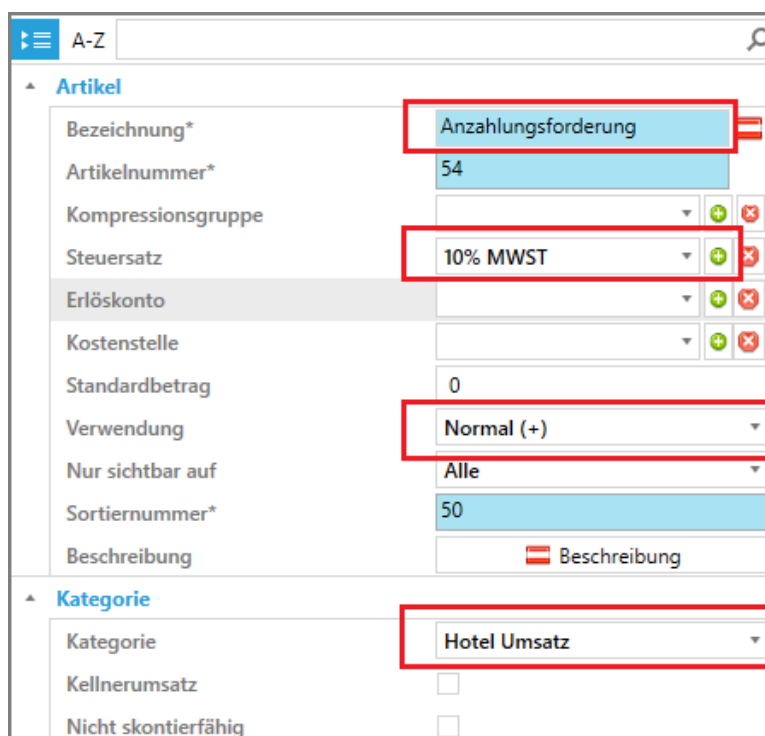 A-Z
Artikel
Bezeichnung* Anzahlungsforderung
Artikelnummer* 54
Kompressionsgruppe
Steuersatz 10% MWST
Erlöskonto
Kostenstelle
Standardbetrag 0
Verwendung Normal (+)
Nur sichtbar auf Alle
Sortiernummer* 50
Beschreibung Beschreibung
Kategorie
Kategorie Hotel Umsatz
Kellnerumsatz
Nicht skontierfähig